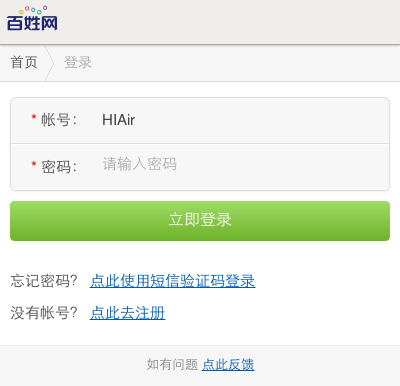 百姓网
首页 登录
* 帐号： HIAir
* 密码： 请输入密码
立即登录
忘记密码？ 点此使用短信验证码登录
没有帐号？ 点此去注册
如有问题 点此反馈